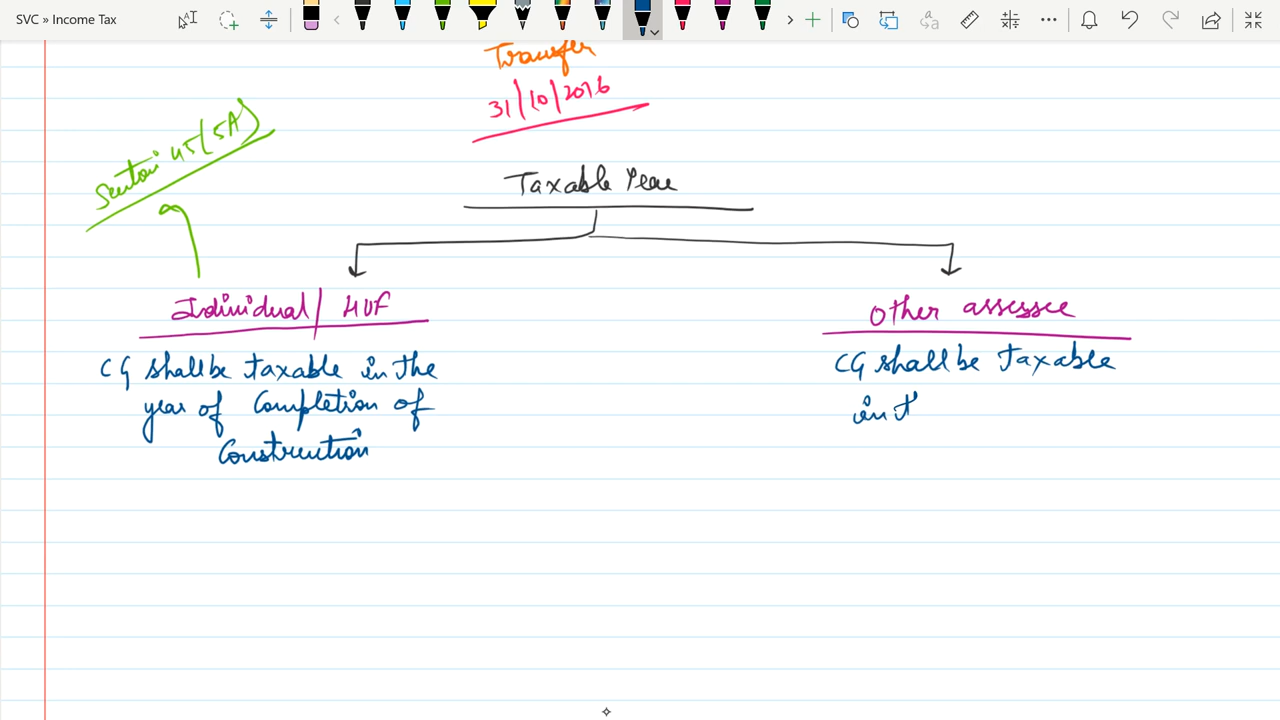 SVC » Income Tax
Transfer
31/10/2016
Section 45(5A)
Taxable Year
Individual / HUF
Other assessee
CG shall be taxable in the
year of Completion of
Construction
CG shall be Taxable
in t